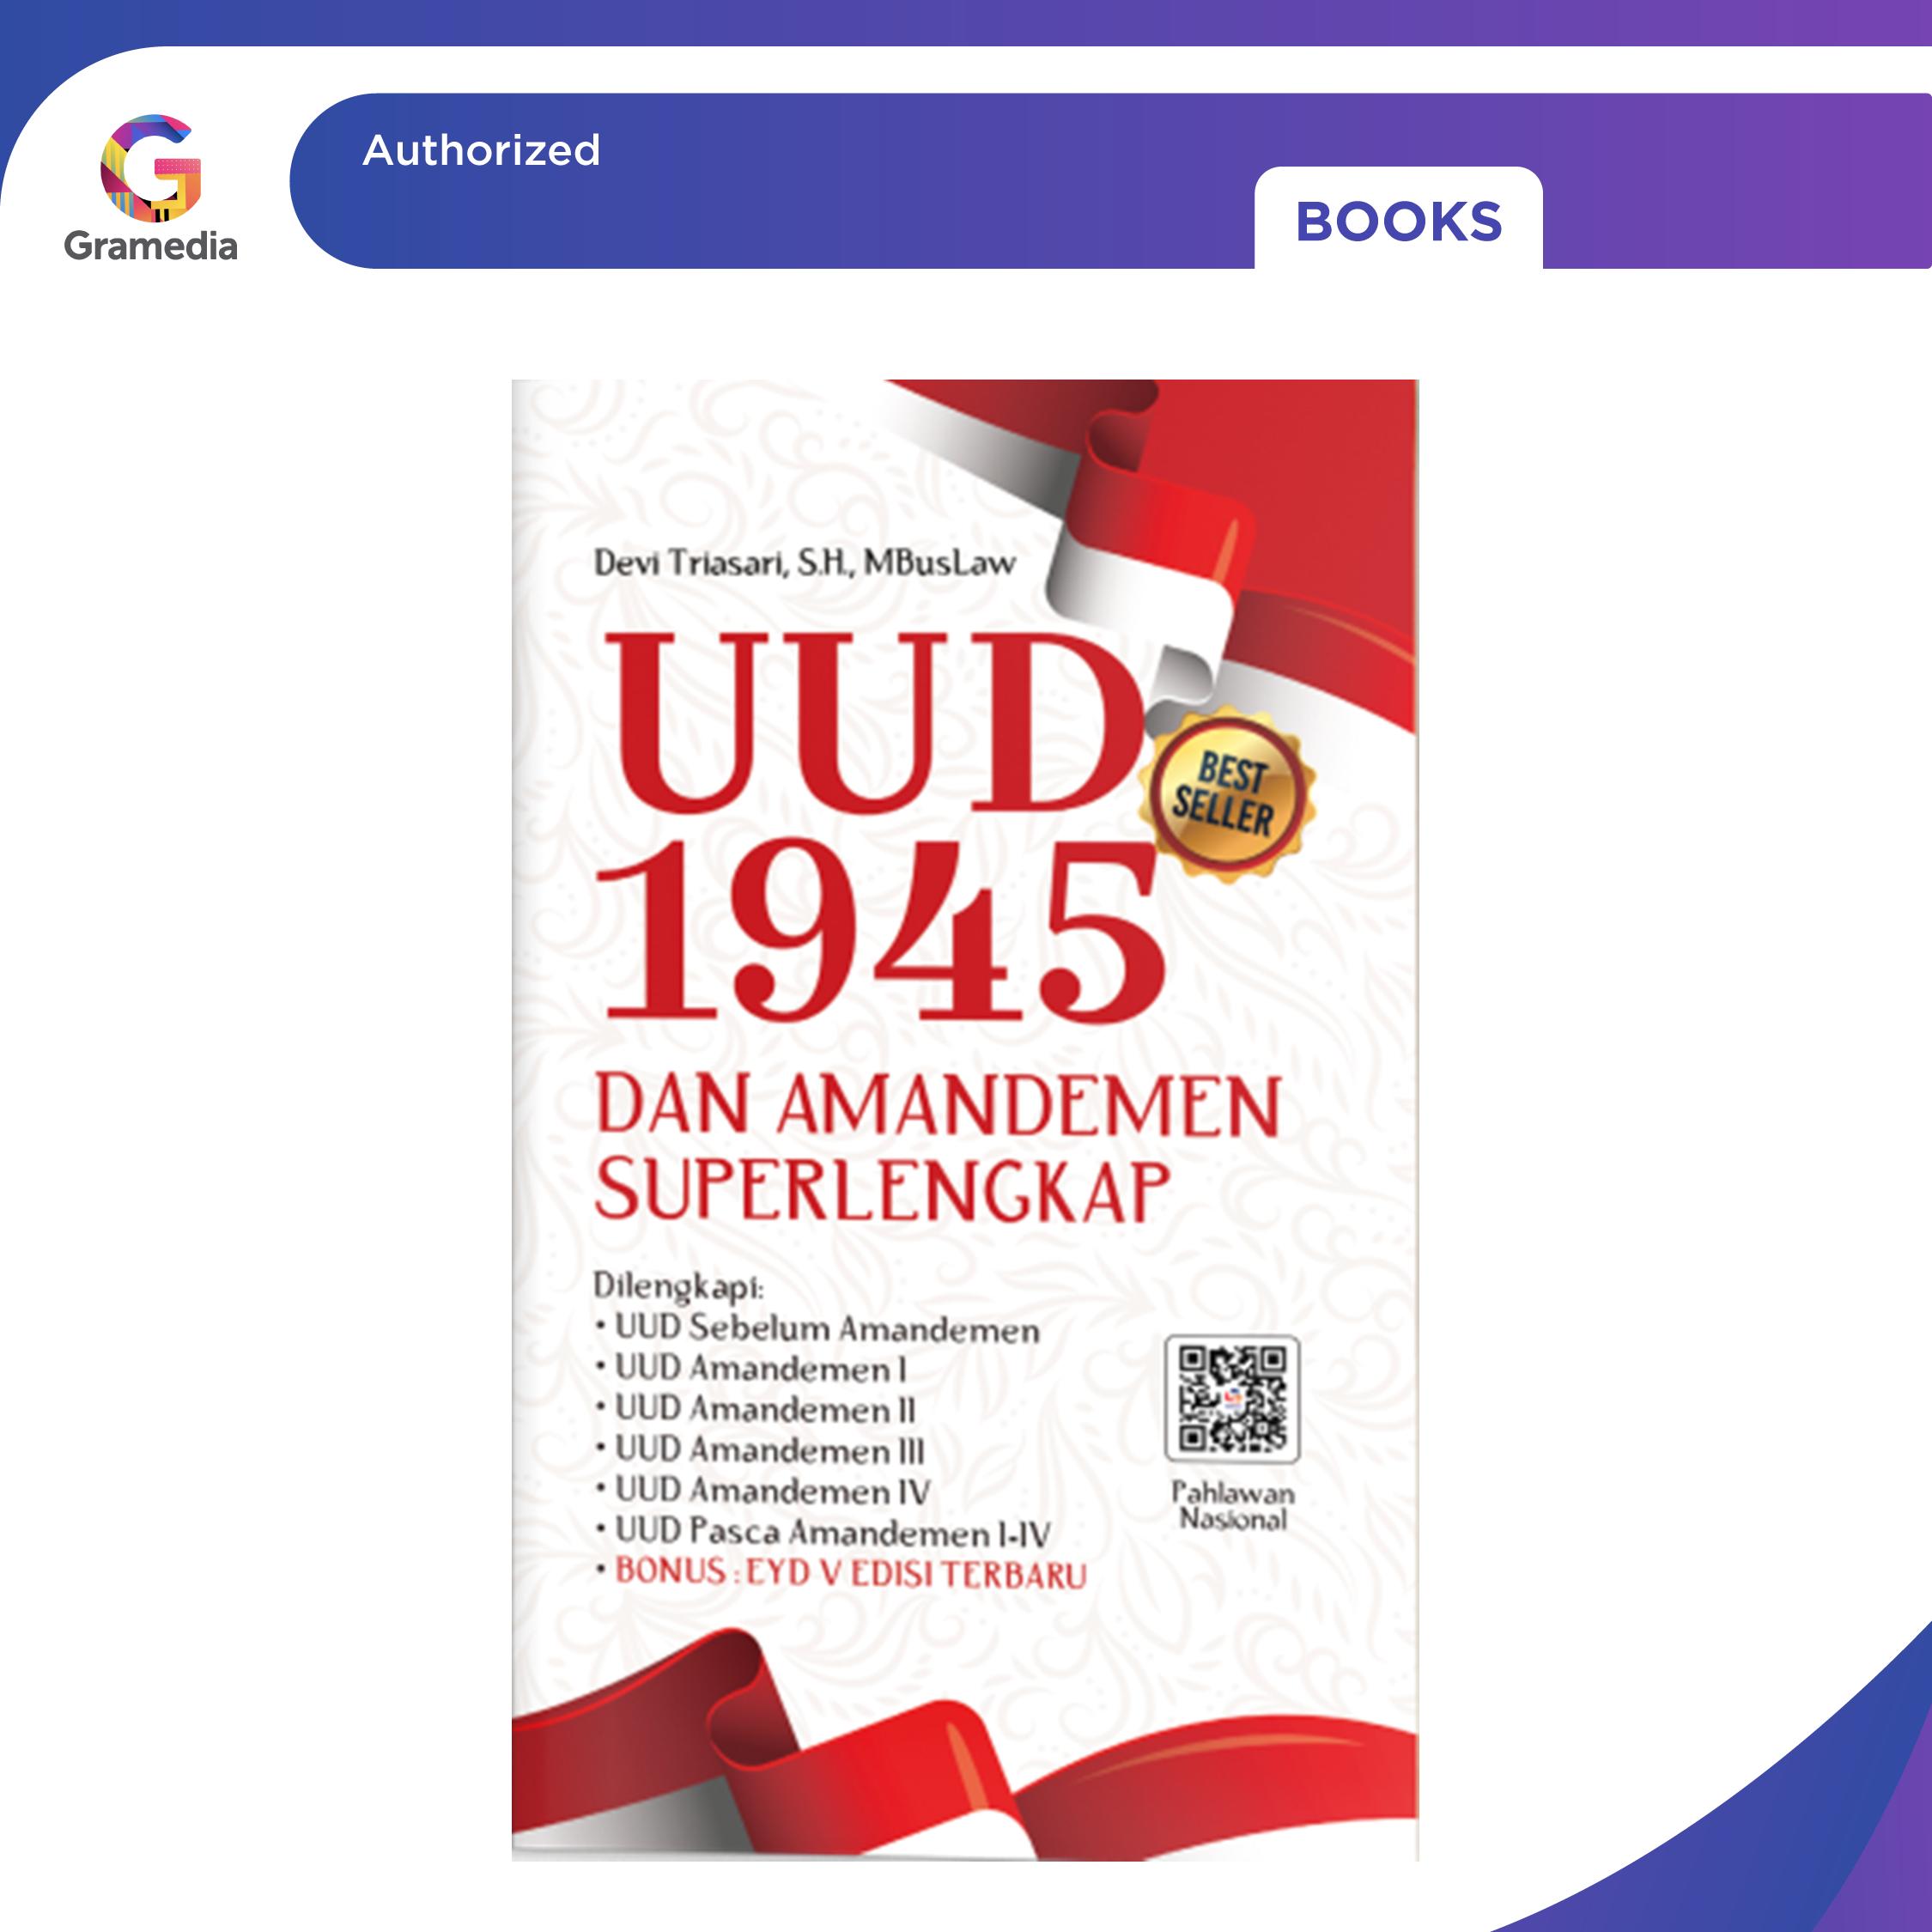 Gramedia
Authorized
BOOKS
Devi Triasari, S.H., MBusLaw
UUD
1945
BEST
SELLER
DAN AMANDEMEN
SUPERLENGKAP
Dilengkapi:
• UUD Sebelum Amandemen
• UUD Amandemen I
• UUD Amandemen II
• UUD Amandemen III
• UUD Amandemen IV
• UUD Pasca Amandemen I-IV
• BONUS : EYD V EDISI TERBARU
Pahlawan
Nasional